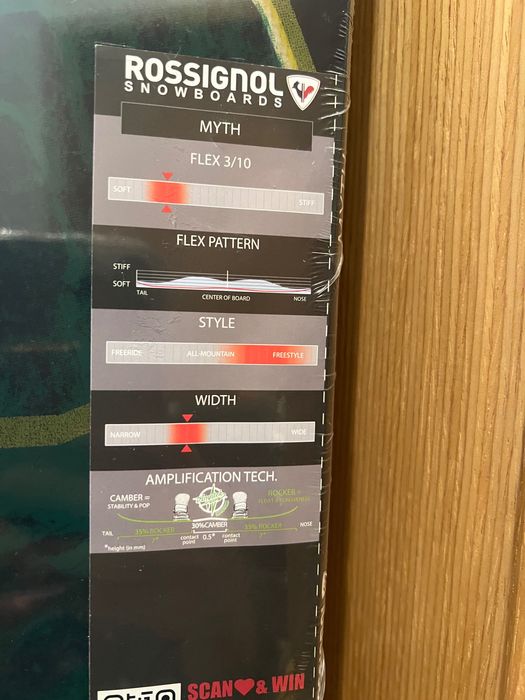 ROSSIGNOL
SNOWBOARDS
MYTH
FLEX 3/10
SOFT STIFF
FLEX PATTERN
STIFF
SOFT
TAIL CENTER OF BOARD NOSE
STYLE
FREERIDE ALL-MOUNTAIN FREESTYLE
WIDTH
NARROW WIDE
AMPLIFICATION TECH.
CAMBER =
STABILITY & POP
ROCKER =
30%CAMBER
TAIL 35% ROCKER contact point 0.5* contact point ROCKER NOSE
*height (in mm)
SCAN & WIN